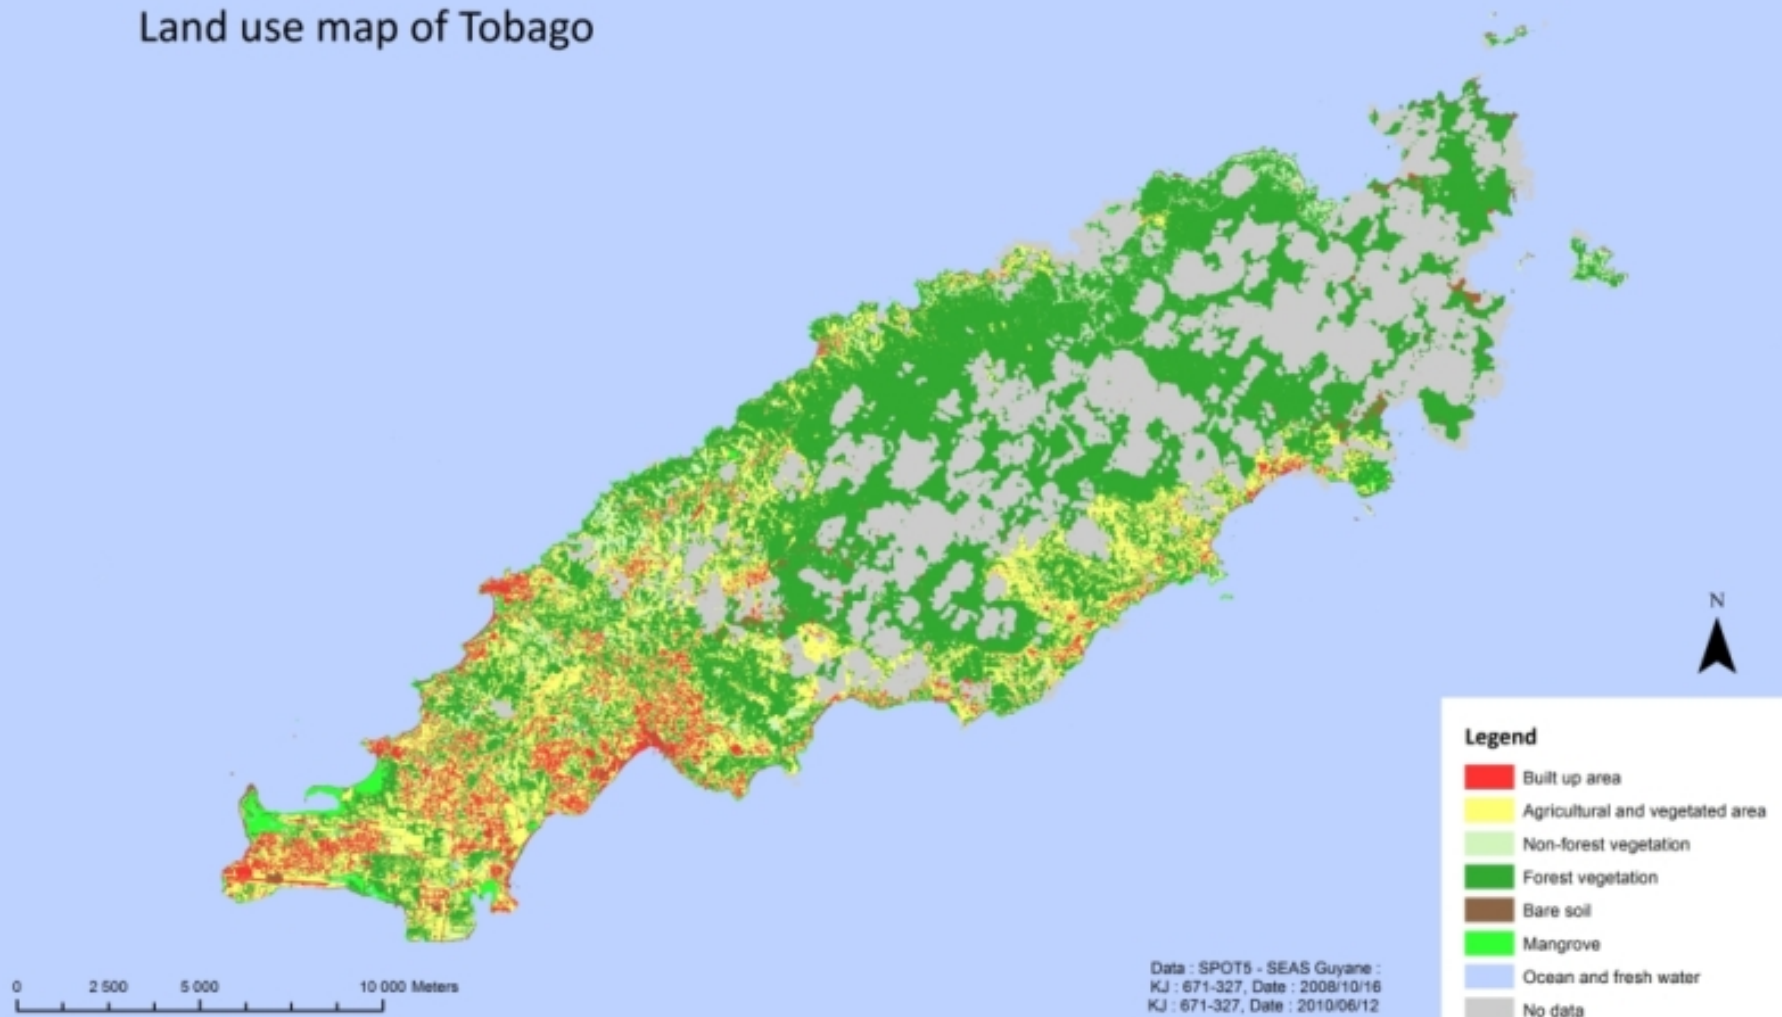 Land use map of Tobago
N
Legend
Built up area
Agricultural and vegetated area
Non-forest vegetation
Forest vegetation
Bare soil
Mangrove
Ocean and fresh water
No data
0 2 500 5 000 10 000 Meters
Data : SPOT5 - SEAS Guyane :
KJ : 671-327, Date : 2008/10/16
KJ : 671-327, Date : 2010/06/12